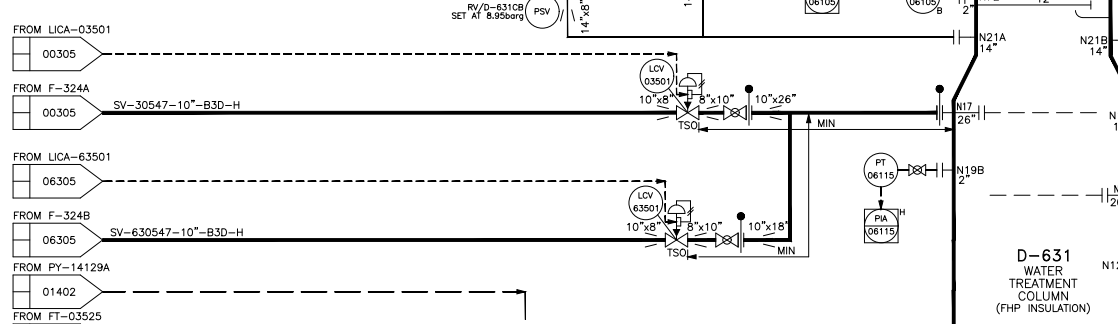 RV/D-631CB
SET AT 8.95barg
PSV
14"x8"
14"
06105
06105
B
2"
12"
N21A
14"
N21B
14"
FROM LICA-03501
00305
LCV
03501
FROM F-324A
00305
SV-30547-10"-B3D-H
10"x8"
8"x10"
10"x26"
TSO
MIN
N17
26"
FROM LICA-63501
06305
LCV
63501
PT
06115
N19B
2"
FROM F-324B
06305
SV-630547-10"-B3D-H
10"x8"
8"x10"
10"x18"
TSO
MIN
PIA
06115
H
D-631
WATER
TREATMENT
COLUMN
(FHP INSULATION)
FROM PY-14129A
01402
FROM FT-03525